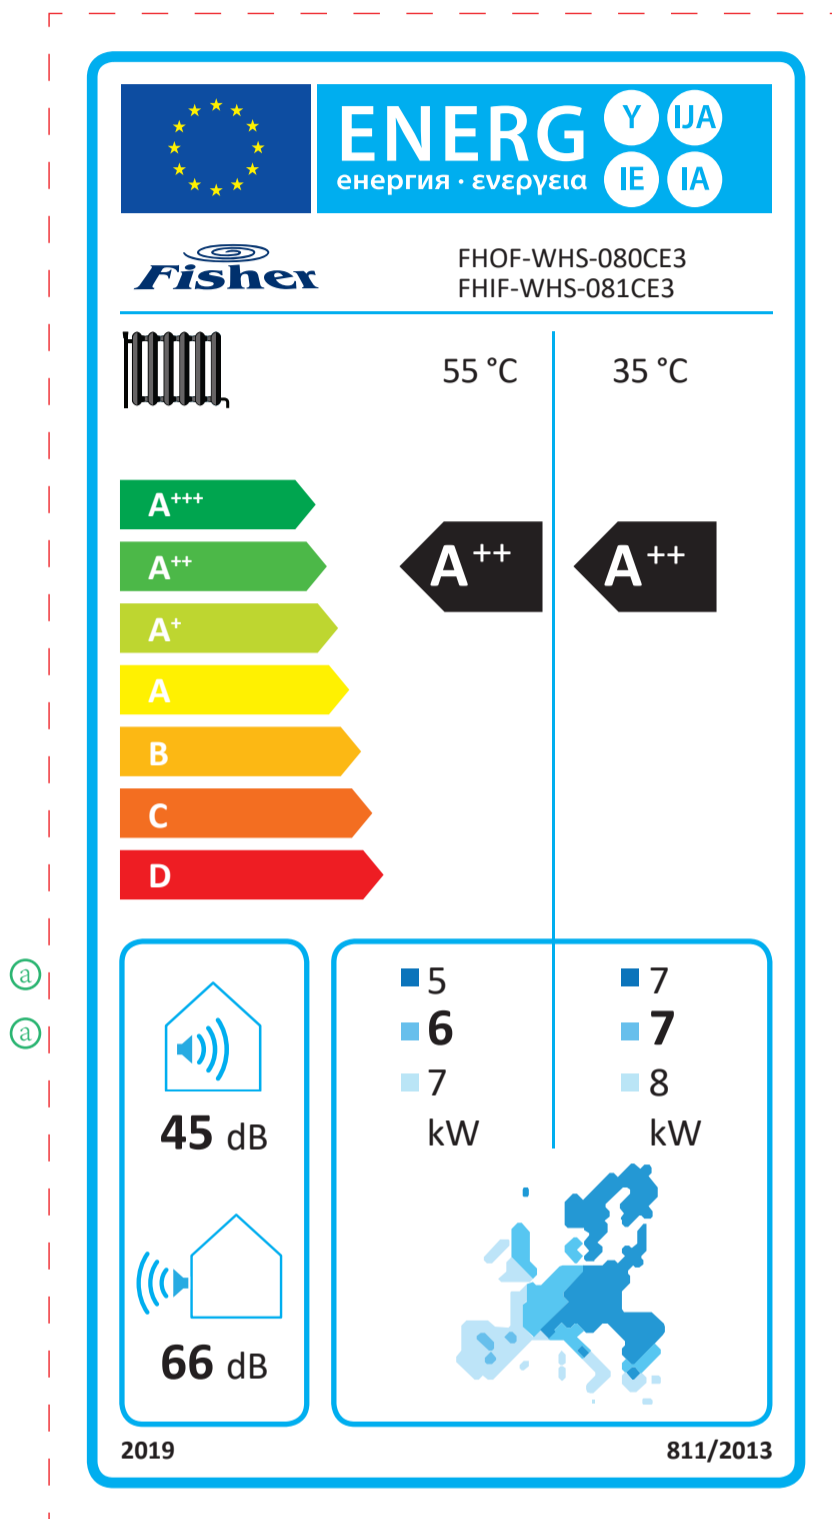 ENERG
Y IJA
енергия · ενεργεια
IE IA
Fisher
FHOF-WHS-080CE3
FHIF-WHS-081CE3
55 °C
35 °C
A+++
A++
A+
A
B
C
D
A++
A++
a
a
45 dB
66 dB
5
6
7
kW
7
7
8
kW
2019
811/2013